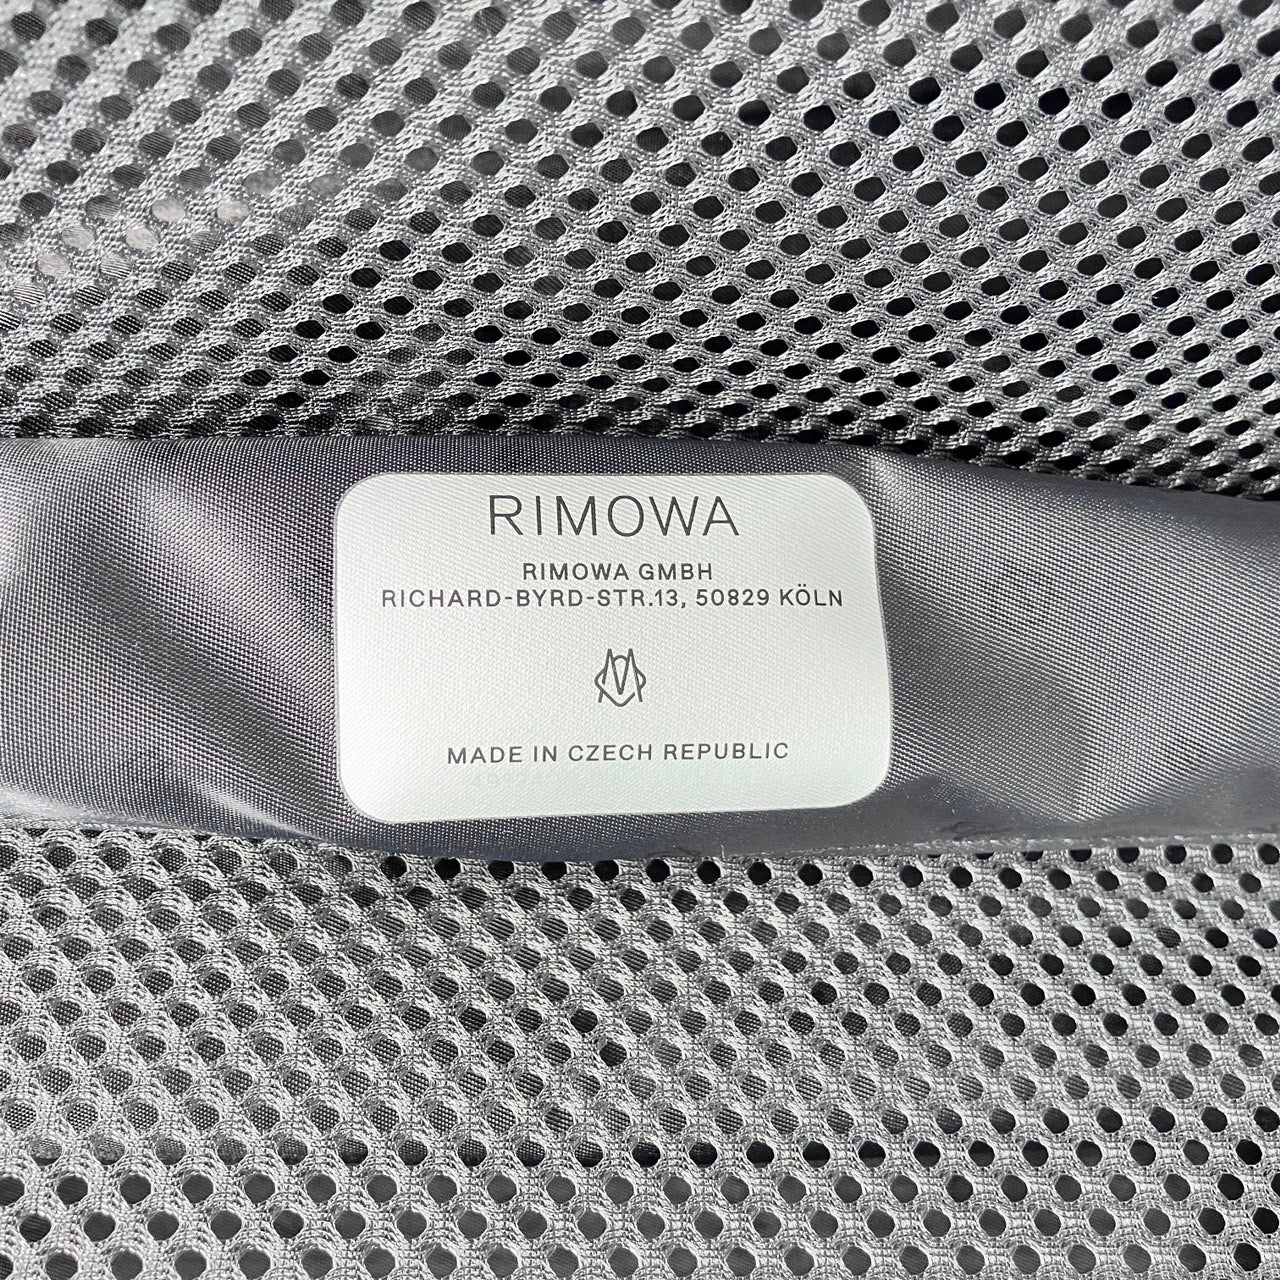 RIMOWA
RIMOWA GMBH
RICHARD-BYRD-STR.13, 50829 KÖLN
MADE IN CZECH REPUBLIC